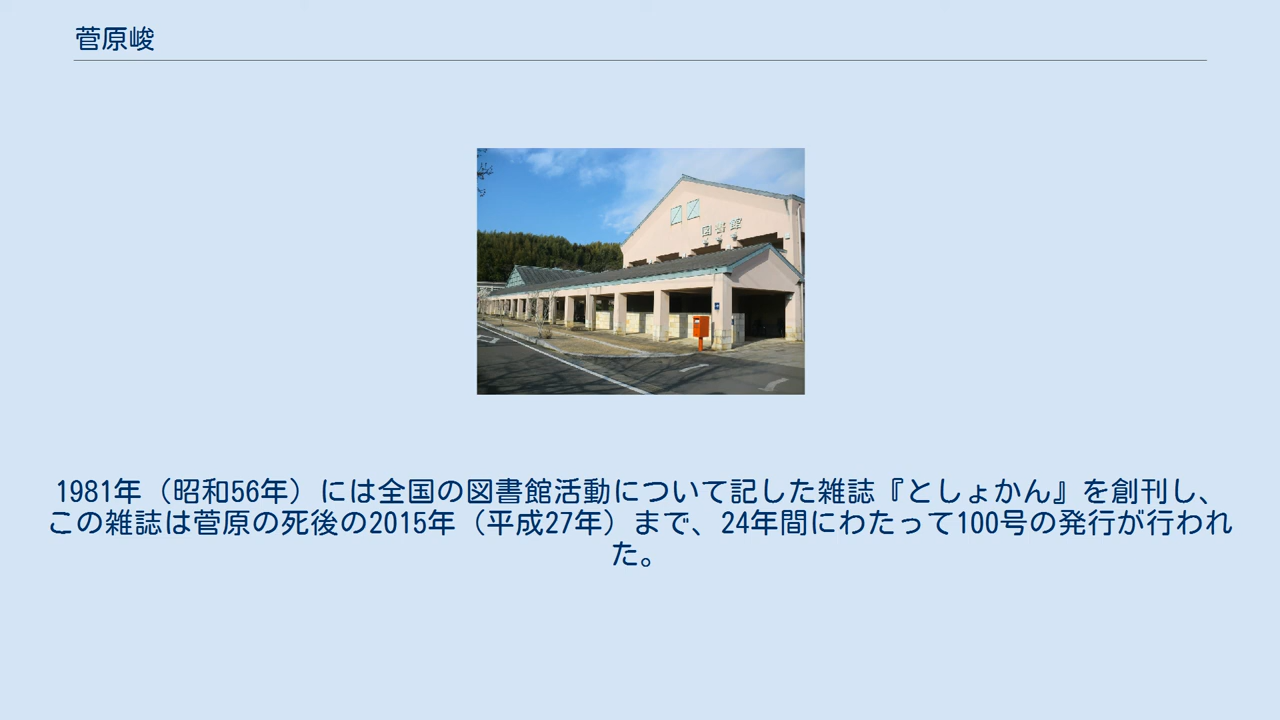 菅原峻
図書館
1981年（昭和56年）には全国の図書館活動について記した雑誌『としょかん』を創刊し、
この雑誌は菅原の死後の2015年（平成27年）まで、24年間にわたって100号の発行が行われ
た。